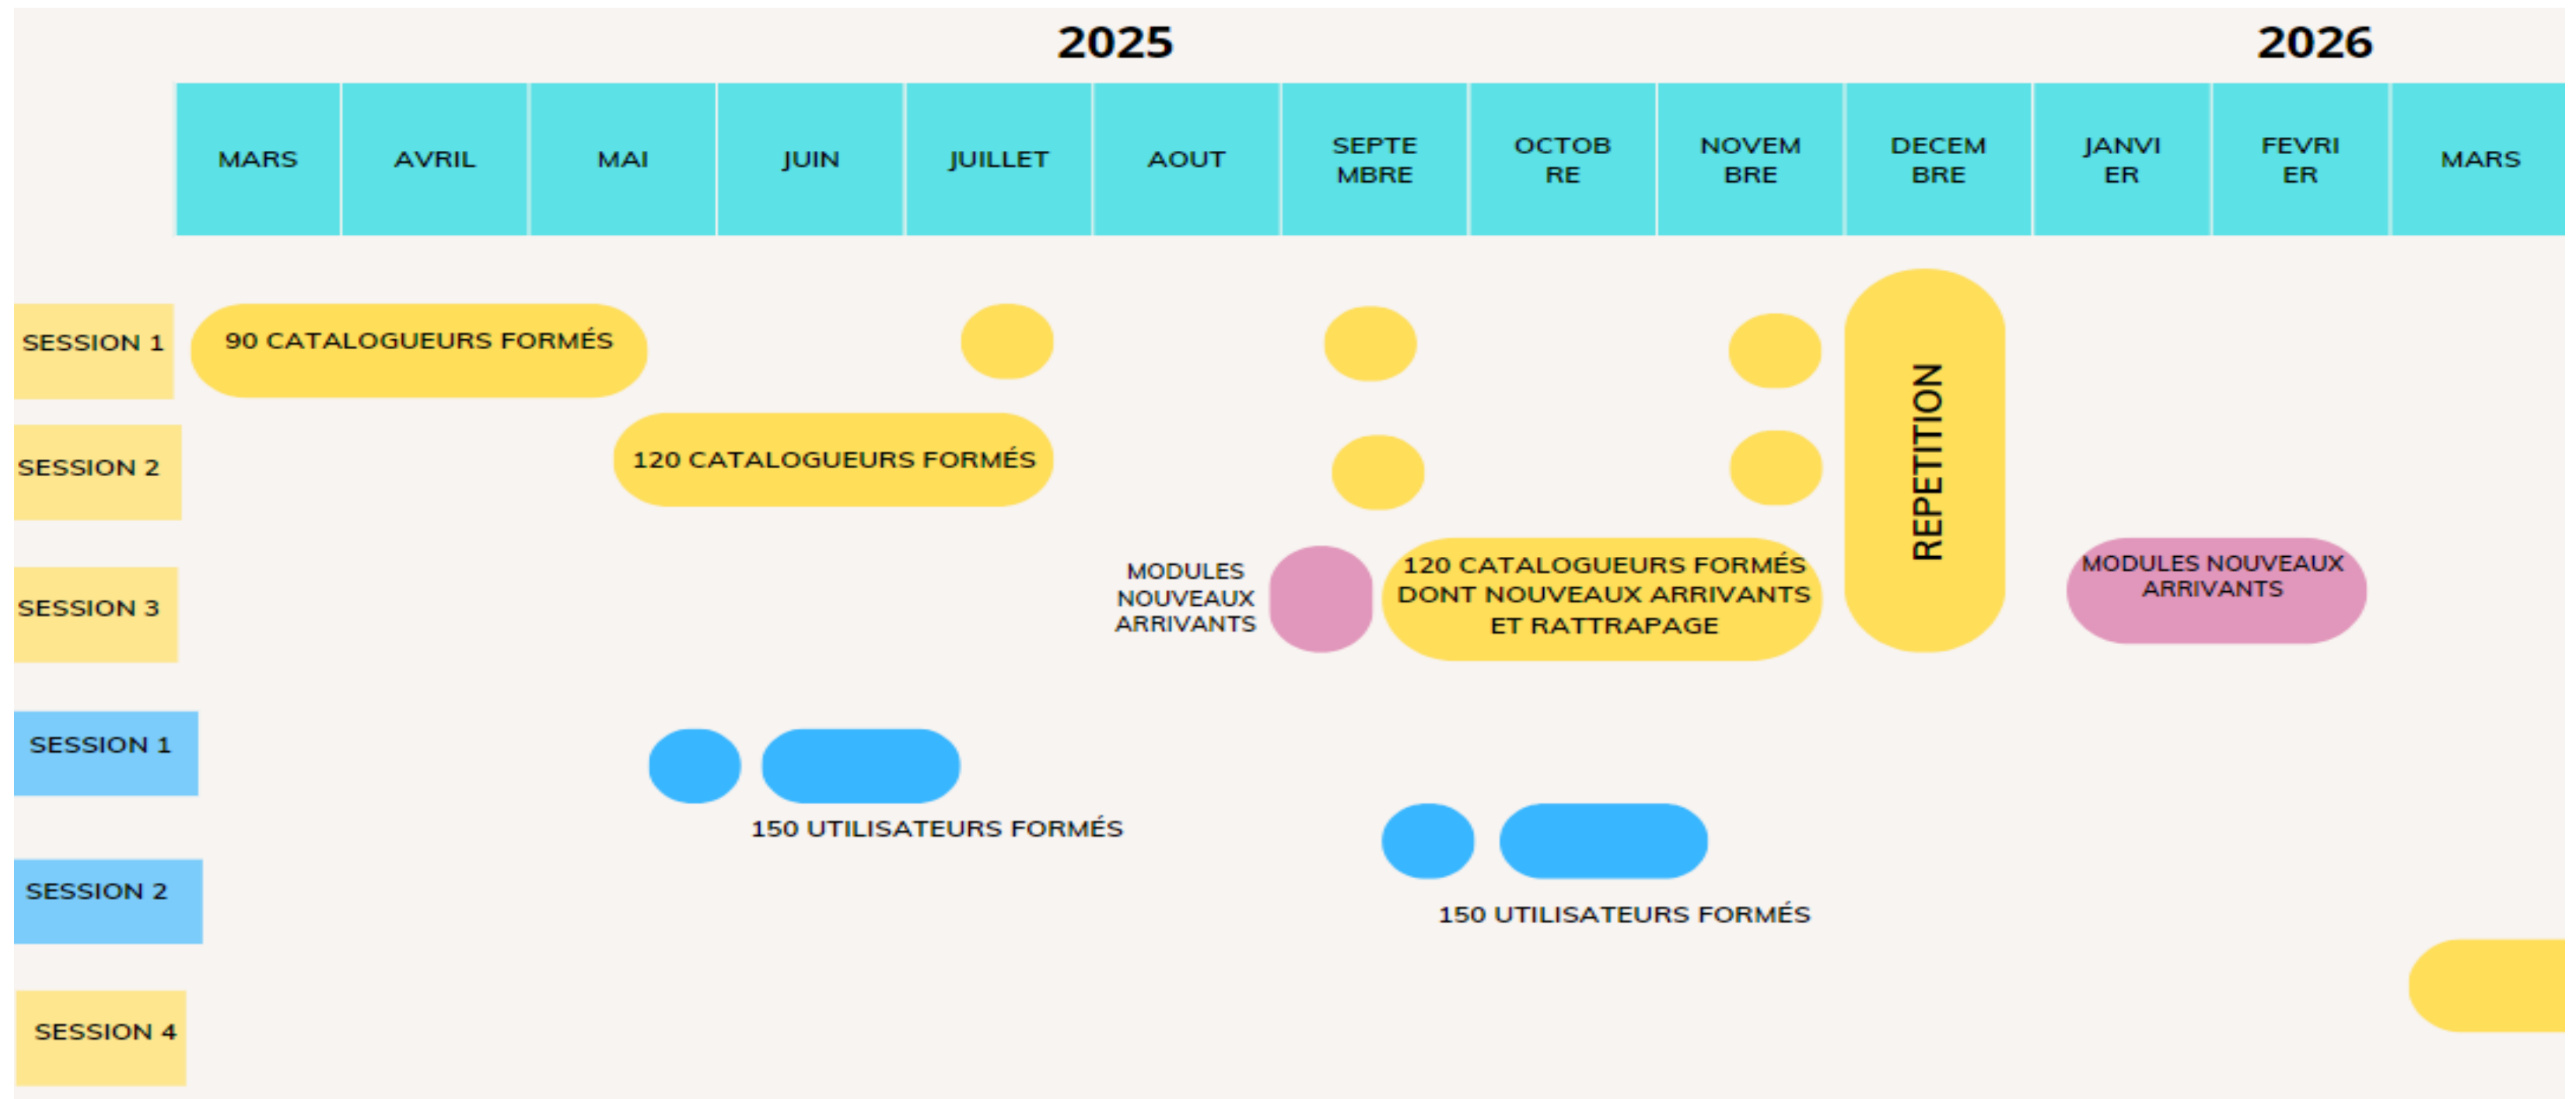 2025
2026
MARS
AVRIL
MAI
JUIN
JUILLET
AOUT
SEPTE
MBRE
OCTOB
RE
NOVEM
BRE
DECEM
BRE
JANVI
ER
FEVRI
ER
MARS
SESSION 1
90 CATALOGUEURS FORMÉS
SESSION 2
120 CATALOGUEURS FORMÉS
REPETITION
SESSION 3
MODULES
NOUVEAUX
ARRIVANTS
120 CATALOGUEURS FORMÉS
DONT NOUVEAUX ARRIVANTS
ET RATTRAPAGE
MODULES NOUVEAUX
ARRIVANTS
SESSION 1
150 UTILISATEURS FORMÉS
SESSION 2
150 UTILISATEURS FORMÉS
SESSION 4